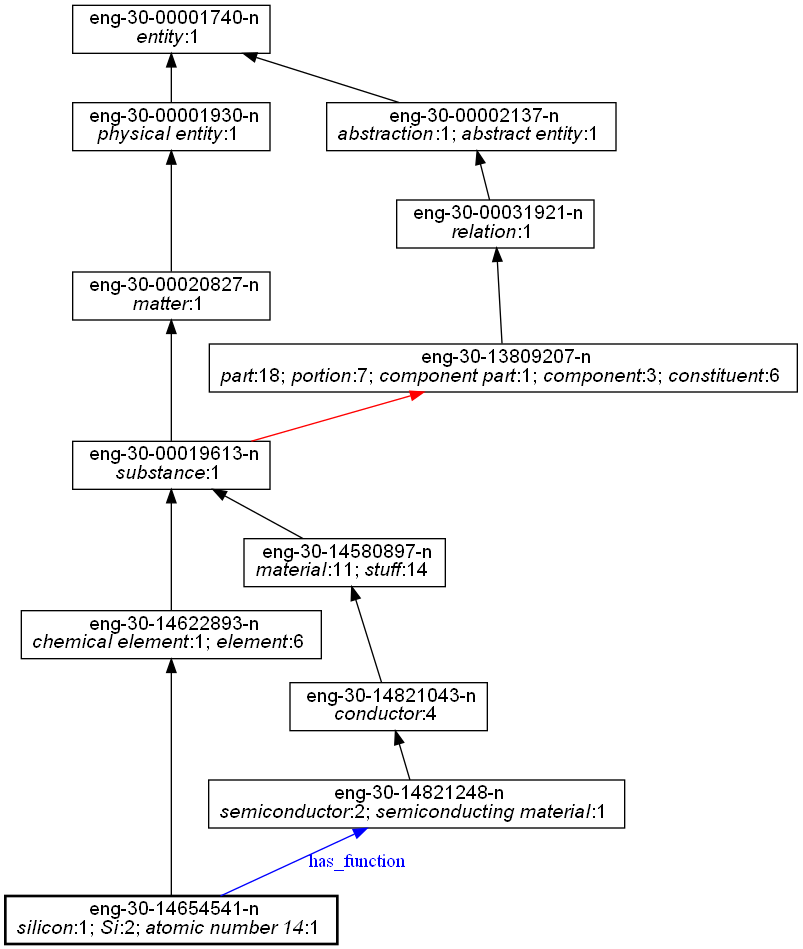 eng-30-00001740-n
entity:1
eng-30-00001930-n
physical entity:1
eng-30-00002137-n
abstraction:1; abstract entity:1
eng-30-00031921-n
relation:1
eng-30-00020827-n
matter:1
eng-30-13809207-n
part:18; portion:7; component part:1; component:3; constituent:6
eng-30-00019613-n
substance:1
eng-30-14580897-n
material:11; stuff:14
eng-30-14622893-n
chemical element:1; element:6
eng-30-14821043-n
conductor:4
eng-30-14821248-n
semiconductor:2; semiconducting material:1
has_function
eng-30-14654541-n
silicon:1; Si:2; atomic number 14:1